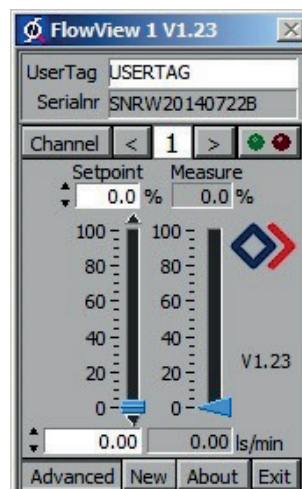 FlowView 1 V1.23
UserTag USERTAG
Serialnr SNRW20140722B
Channel < 1 >
Setpoint Measure
0.0 % 0.0 %
100 100
80 80
60 60
40 40
20 20
0 0
V1.23
0.00 0.00 ls/min
Advanced New About Exit